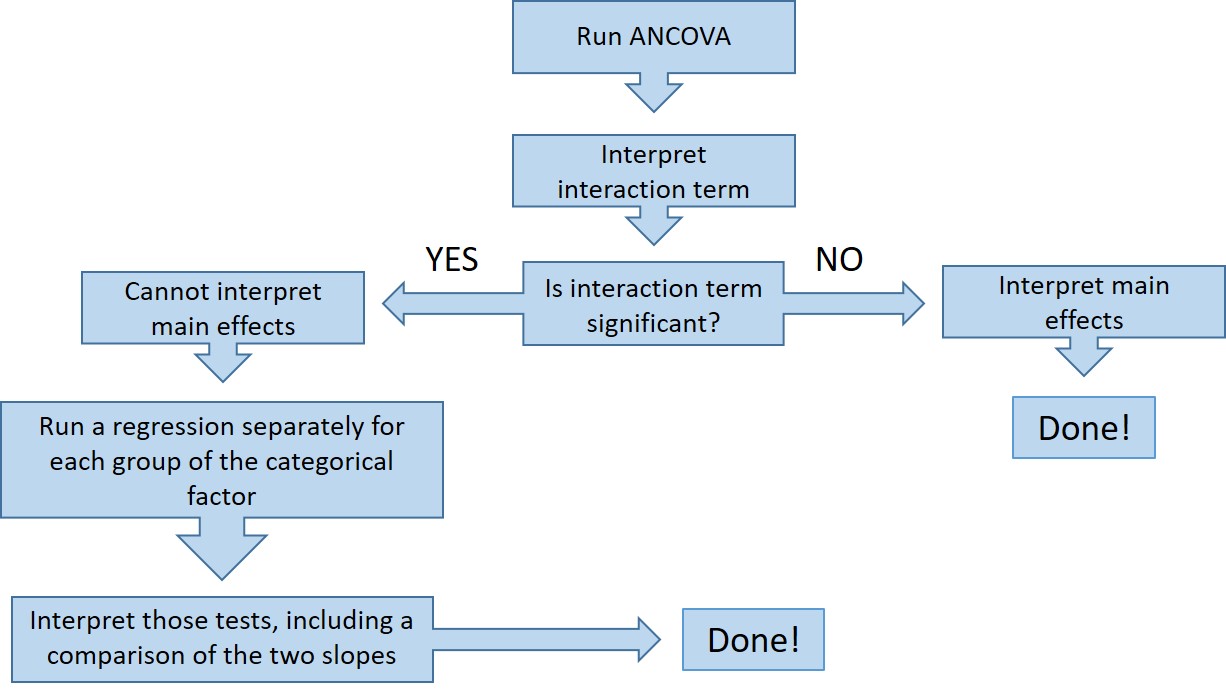 Run ANCOVA
Interpret
interaction term
YES
NO
Cannot interpret
main effects
Is interaction term
significant?
Interpret main
effects
Run a regression separately for
each group of the categorical
factor
Done!
Interpret those tests, including a
comparison of the two slopes
Done!